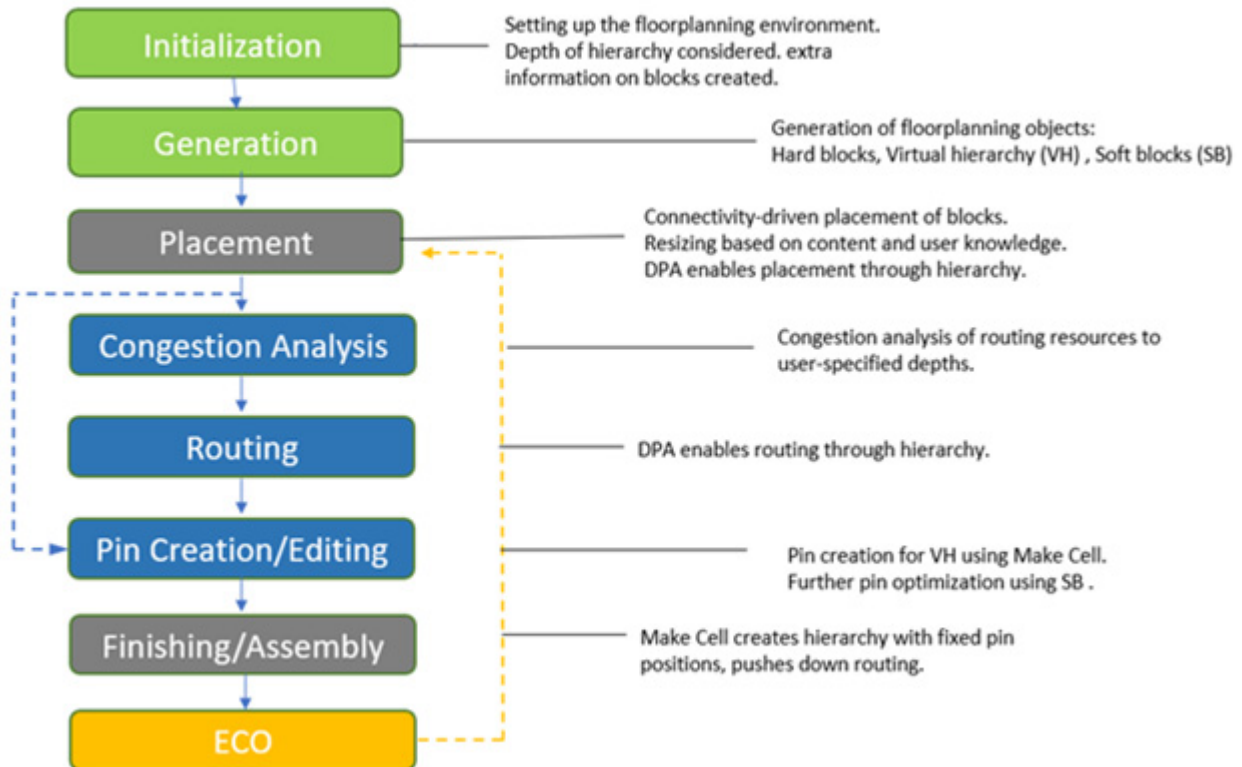 Initialization
Setting up the floorplanning environment.
Depth of hierarchy considered. extra
information on blocks created.
Generation
Generation of floorplanning objects:
Hard blocks, Virtual hierarchy (VH) , Soft blocks (SB)
Placement
Connectivity-driven placement of blocks.
Resizing based on content and user knowledge.
DPA enables placement through hierarchy.
Congestion Analysis
Congestion analysis of routing resources to
user-specified depths.
Routing
DPA enables routing through hierarchy.
Pin Creation/Editing
Pin creation for VH using Make Cell.
Further pin optimization using SB .
Finishing/Assembly
Make Cell creates hierarchy with fixed pin
positions, pushes down routing.
ECO